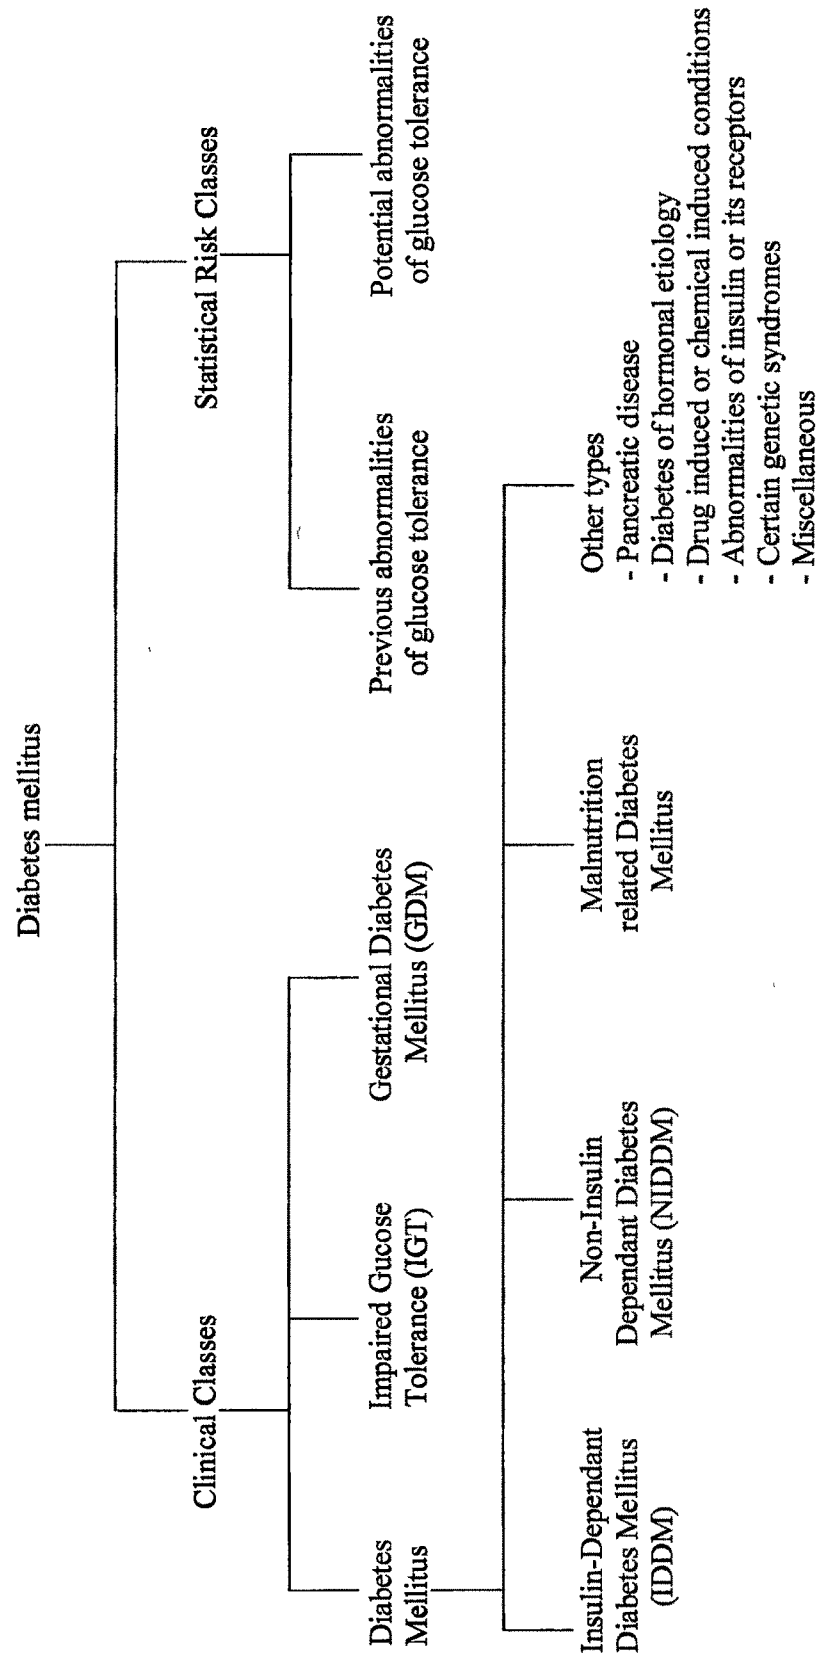 Diabetes mellitus
Clinical Classes
Statistical Risk Classes
Diabetes
Mellitus
Impaired Gucose
Tolerance (IGT)
Gestational Diabetes
Mellitus (GDM)
Previous abnormalities
of glucose tolerance
Potential abnormalities
of glucose tolerance
Insulin-Dependant
Diabetes Mellitus
(IDDM)
Non-Insulin
Dependant Diabetes
Mellitus (NIDDM)
Malnutrition
related Diabetes
Mellitus
Other types
- Pancreatic disease
- Diabetes of hormonal etiology
- Drug induced or chemical induced conditions
- Abnormalities of insulin or its receptors
- Certain genetic syndromes
- Miscellaneous